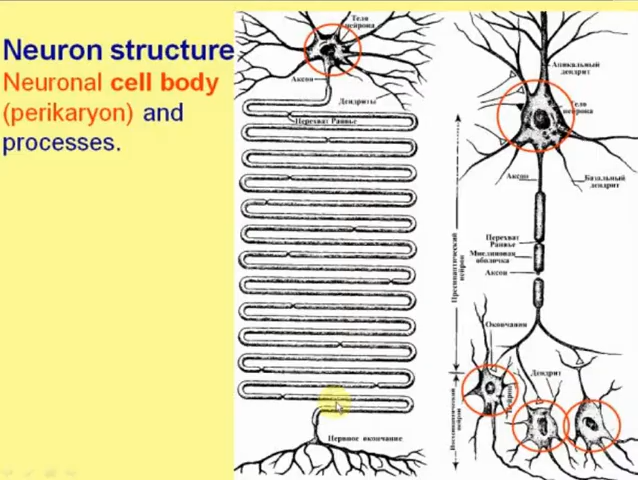 Neuron structure
Neuronal cell body
(perikaryon) and
processes.
Тело
нейрона
Аксон
Дендриты
Перехват Ранвье
Нервное окончание
Апикальный
дендрит
Тело
нейрона
Аксон
Базальный
дендрит
Перехват
Ранвье
Миелиновая
оболочка
Аксон
Пресинаптический
нейрон
Окончания
Дендрит
Нейрон
Постсинаптический
нейрон